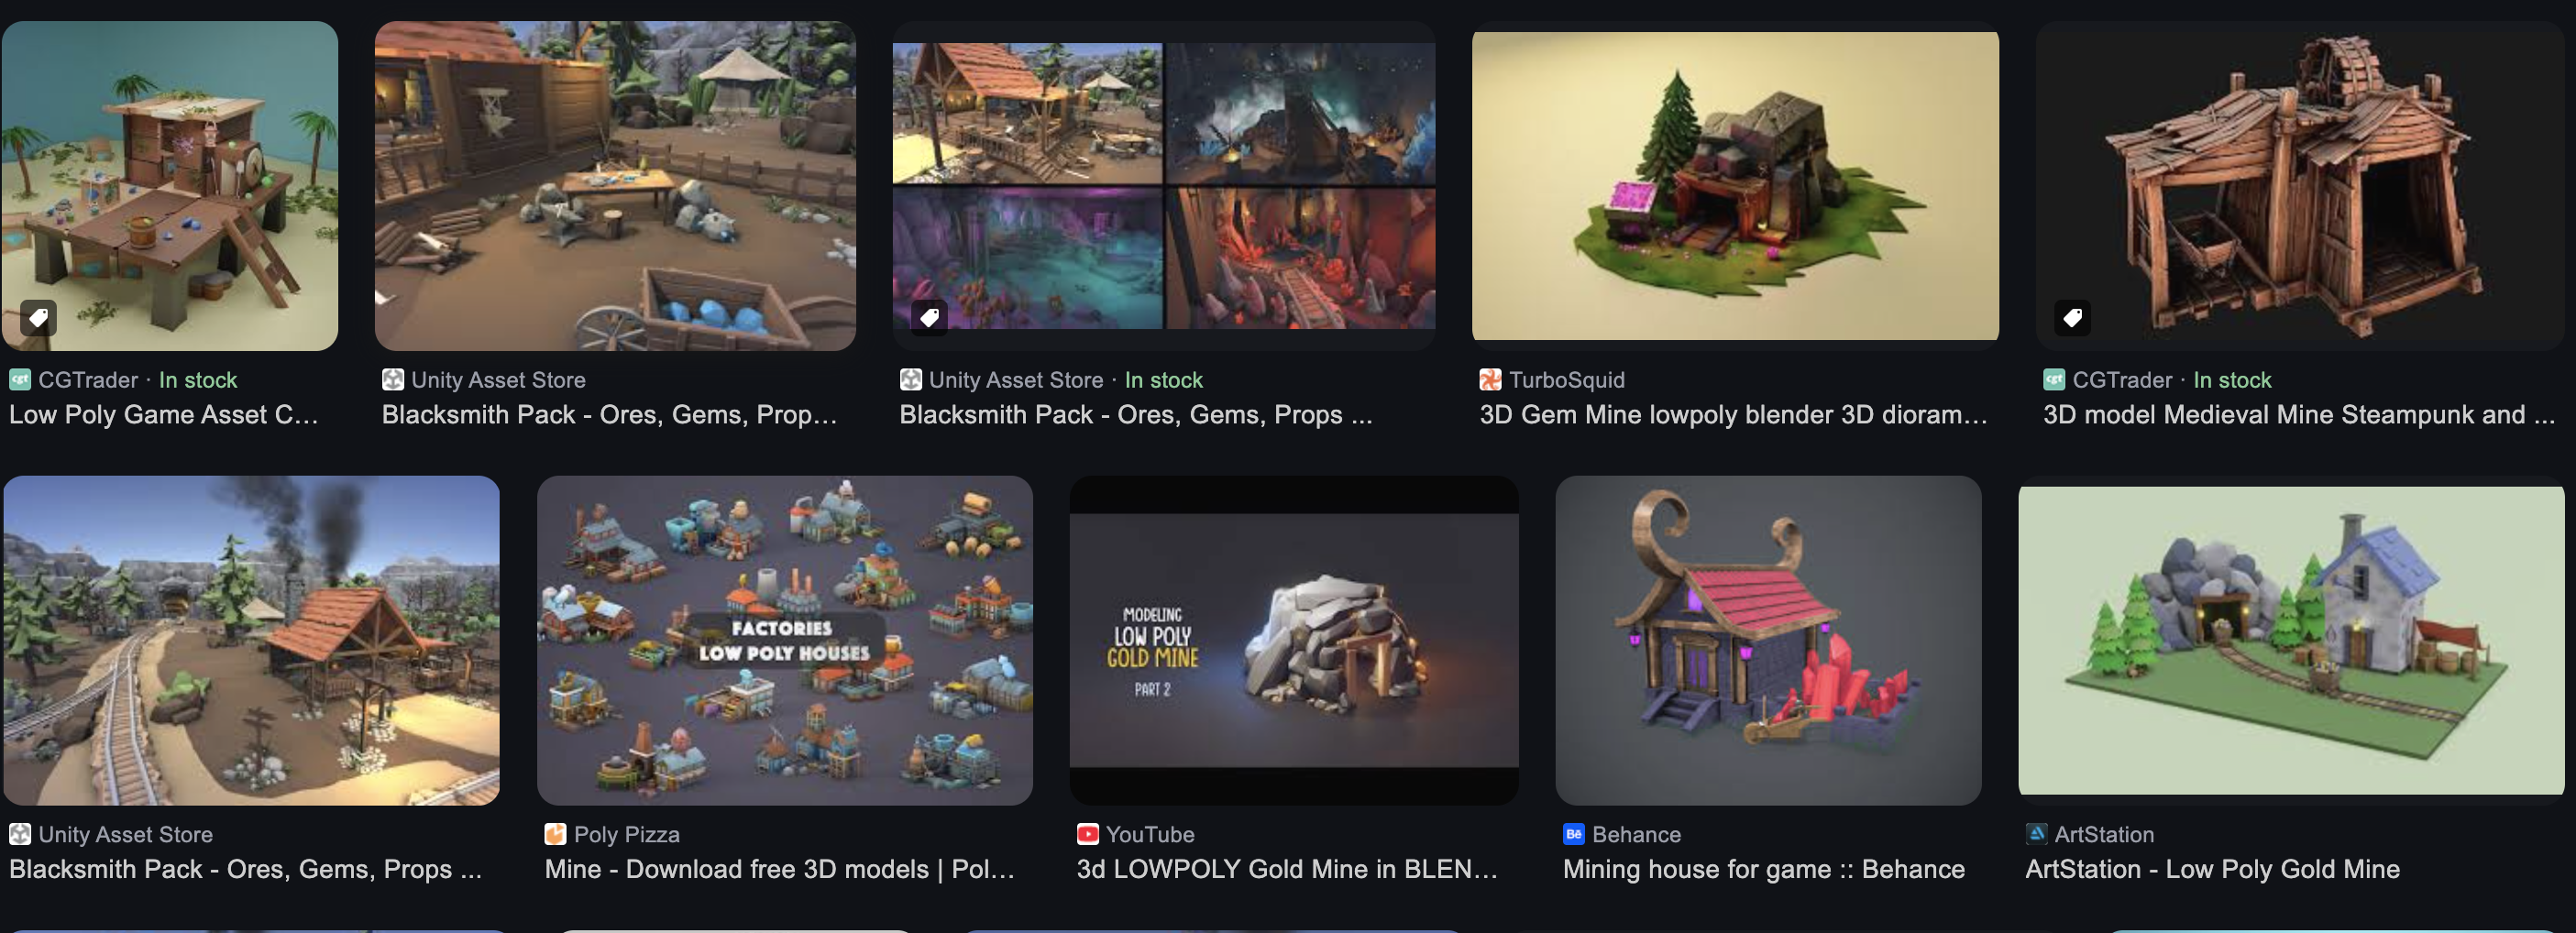 CGTrader · In stock
Low Poly Game Asset C...
Unity Asset Store
Blacksmith Pack - Ores, Gems, Prop...
Unity Asset Store · In stock
Blacksmith Pack - Ores, Gems, Props ...
TurboSquid
3D Gem Mine lowpoly blender 3D dioram...
cgt CGTrader · In stock
3D model Medieval Mine Steampunk and ...
FACTORIES
LOW POLY HOUSES
MODELING
LOW POLY
GOLD MINE
PART 2
Unity Asset Store
Blacksmith Pack - Ores, Gems, Props ...
Poly Pizza
Mine - Download free 3D models | Pol...
YouTube
3d LOWPOLY Gold Mine in BLEN...
Bē Behance
Mining house for game :: Behance
ArtStation
ArtStation - Low Poly Gold Mine